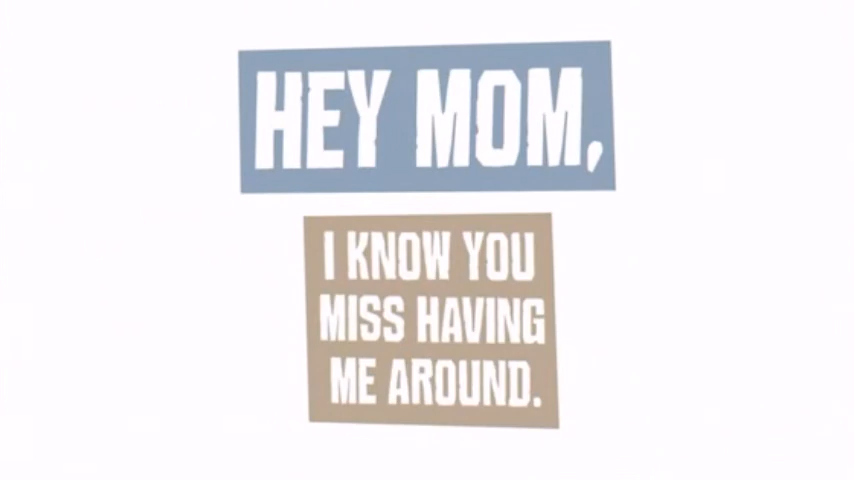 HEY MOM,
I KNOW YOU
MISS HAVING
ME AROUND.